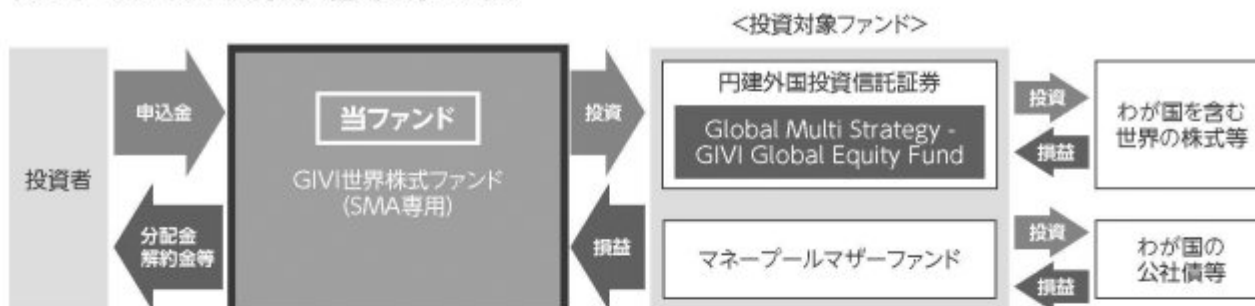 <投資対象ファンド>
投資者
申込金
分配金
解約金等
当ファンド
GIVI世界株式ファンド
(SMA専用)
投資
損益
円建外国投資信託証券
Global Multi Strategy -
GIVI Global Equity Fund
マネープールマザーファンド
投資
損益
わが国を含む
世界の株式等
投資
損益
わが国の
公社債等